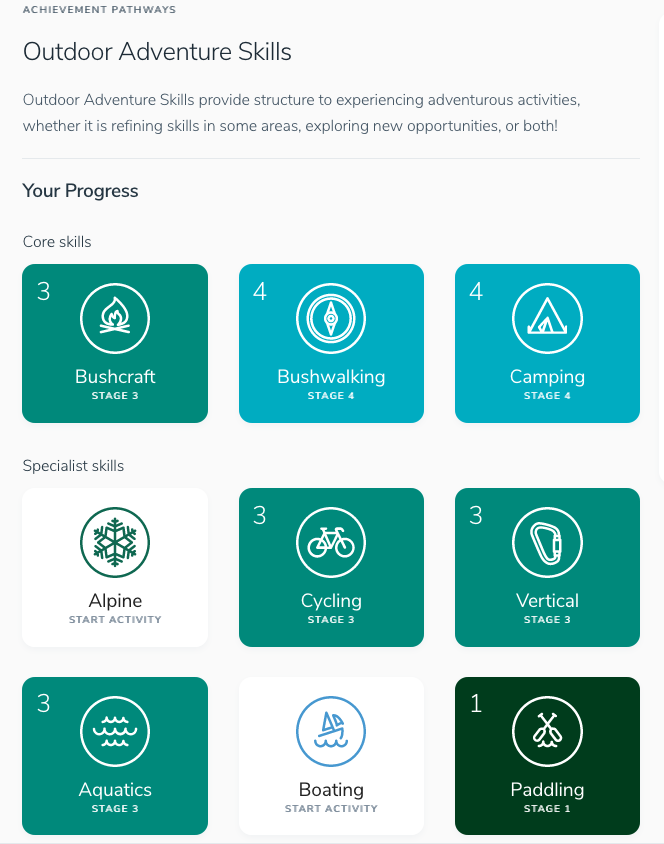 ACHIEVEMENT PATHWAYS
Outdoor Adventure Skills
Outdoor Adventure Skills provide structure to experiencing adventurous activities,
whether it is refining skills in some areas, exploring new opportunities, or both!
Your Progress
Core skills
3
Bushcraft
STAGE 3
4
Bushwalking
STAGE 4
4
Camping
STAGE 4
Specialist skills
Alpine
START ACTIVITY
3
Cycling
STAGE 3
3
Vertical
STAGE 3
3
Aquatics
STAGE 3
Boating
START ACTIVITY
1
Paddling
STAGE 1